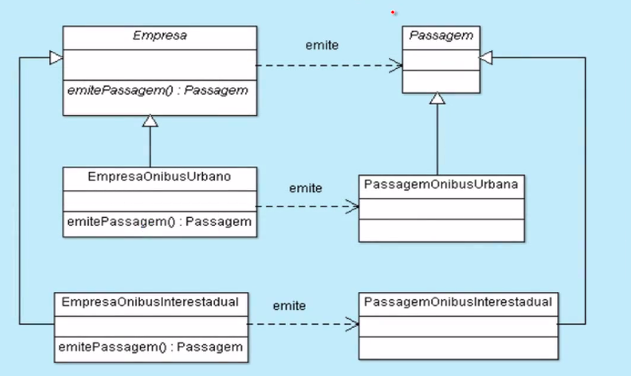 Empresa
emite
Passagem
emitePassagem() : Passagem
EmpresaOnibusUrbano
emite
PassagemOnibusUrbana
emitePassagem() : Passagem
EmpresaOnibusInterestadual
emite
PassagemOnibusInterestadual
emitePassagem() : Passagem